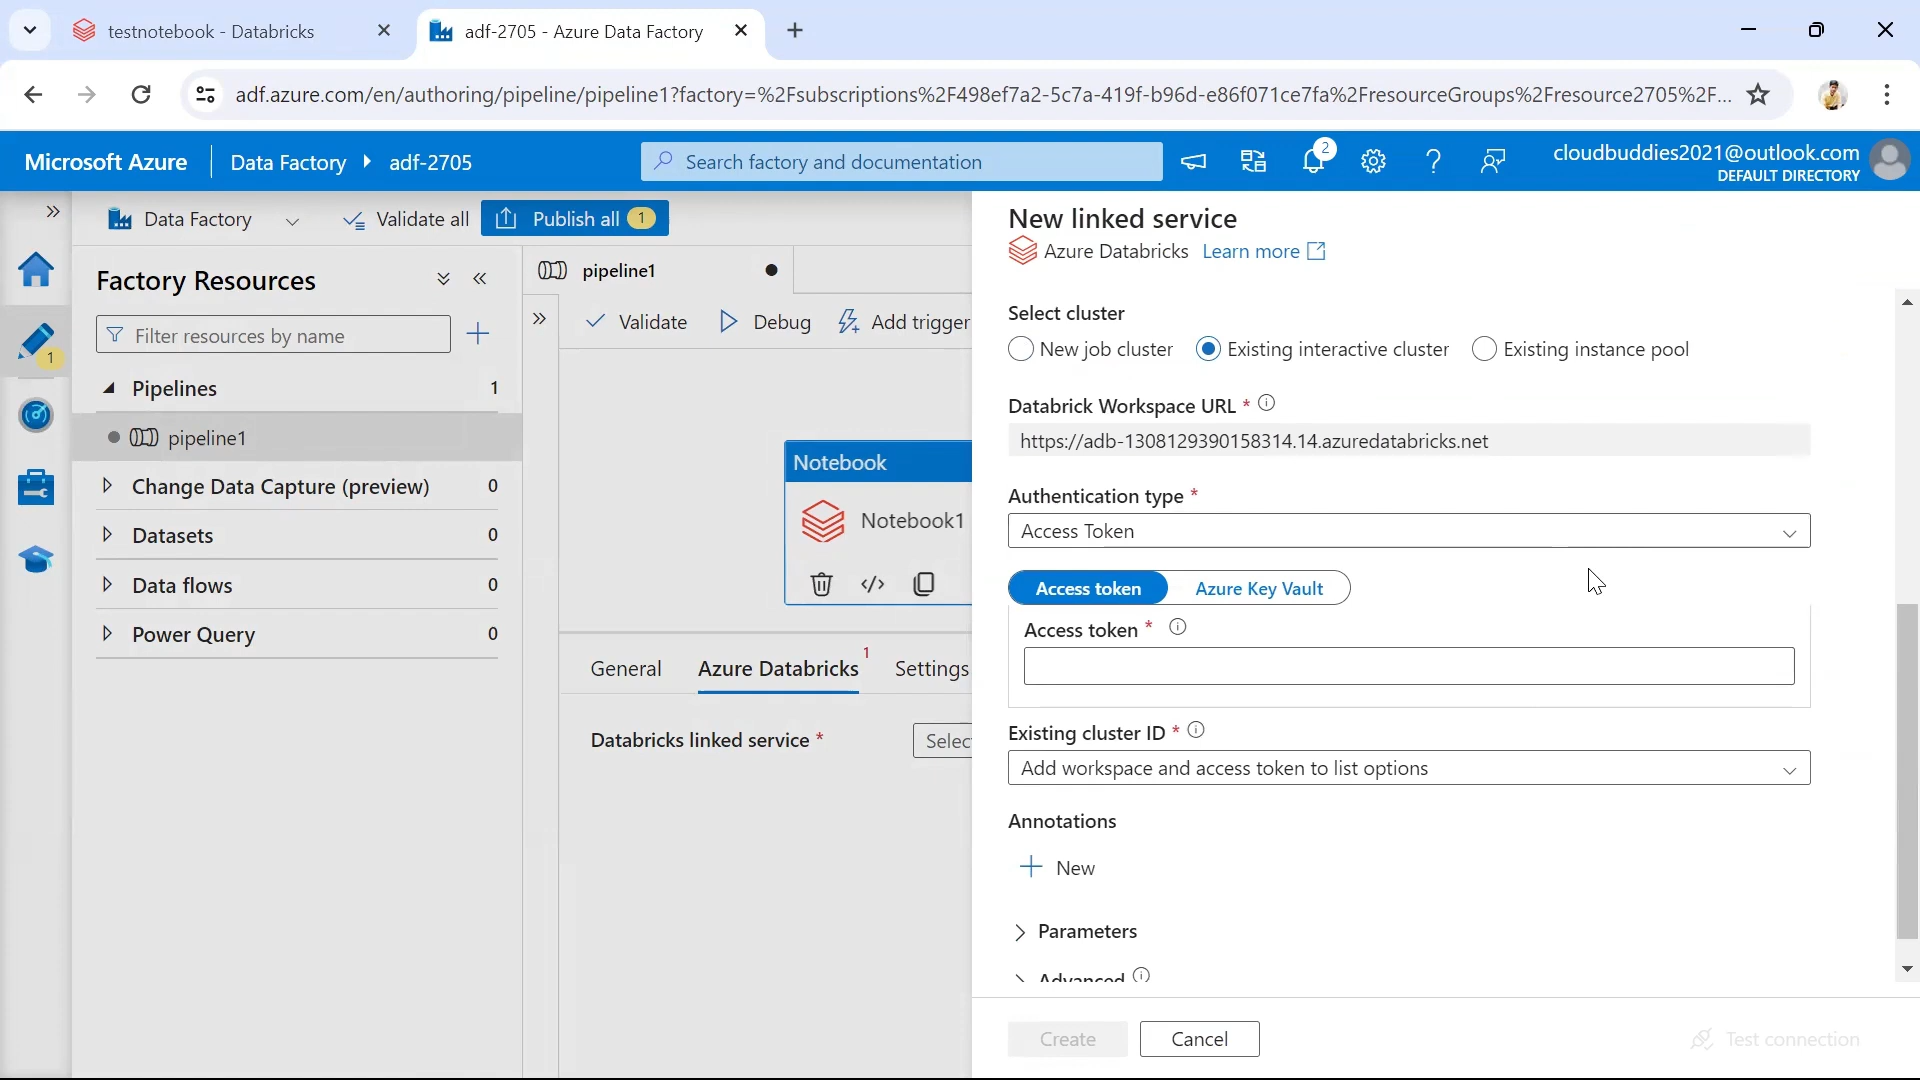 testnotebook - Databricks
adf-2705 - Azure Data Factory
adf.azure.com/en/authoring/pipeline/pipeline1?factory=%2Fsubscriptions%2F498ef7a2-5c7a-419f-b96d-e86f071ce7fa%2FresourceGroups%2Fresource2705%2F...
Microsoft Azure
Data Factory
adf-2705
Search factory and documentation
2
cloudbuddies2021@outlook.com
DEFAULT DIRECTORY
Data Factory
Validate all
Publish all 1
Factory Resources
Filter resources by name
1
Pipelines 1
pipeline1
Change Data Capture (preview) 0
Datasets 0
Data flows 0
Power Query 0
pipeline1
Validate
Debug
Add trigger
Notebook
Notebook1
General
Azure Databricks 1
Settings
Databricks linked service *
Selec
New linked service
Azure Databricks Learn more
Select cluster
New job cluster
Existing interactive cluster
Existing instance pool
Databrick Workspace URL *
https://adb-1308129390158314.14.azuredatabricks.net
Authentication type *
Access Token
Access token
Azure Key Vault
Access token *
Existing cluster ID *
Add workspace and access token to list options
Annotations
New
Parameters
Advanced
Create
Cancel
Test connection